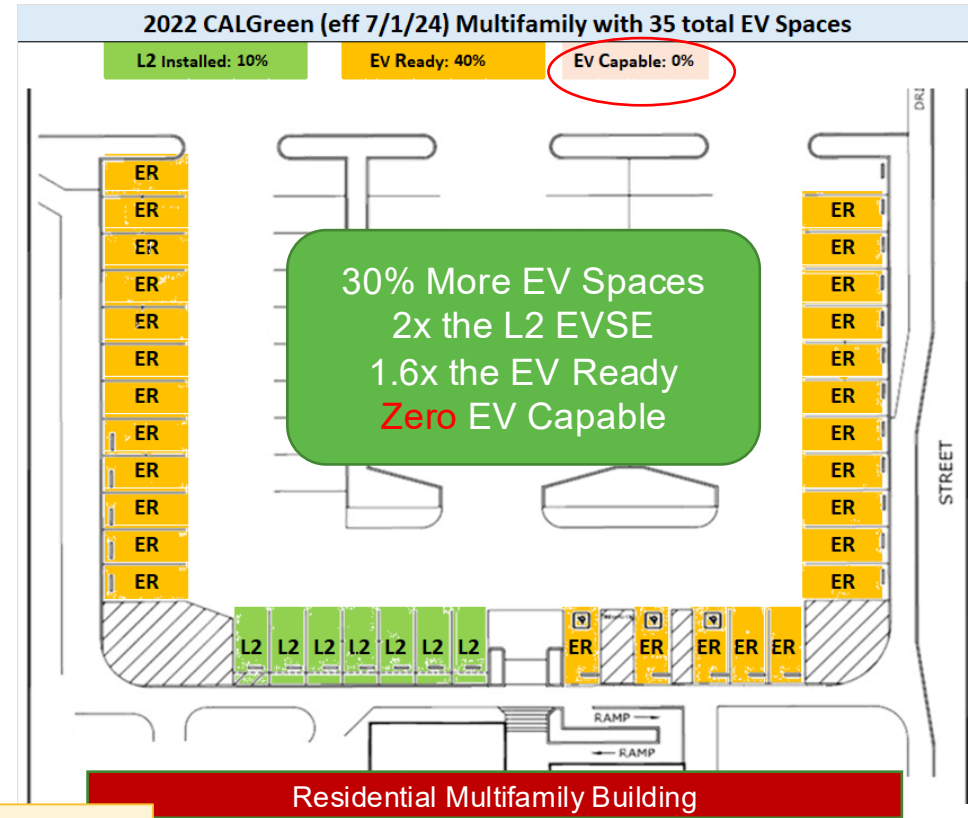 2022 CALGreen (eff 7/1/24) Multifamily with 35 total EV Spaces
L2 Installed: 10%
EV Ready: 40%
EV Capable: 0%
DRI
ER
ER
ER
ER
ER
ER
ER
ER
ER
ER
ER
ER
30% More EV Spaces
2x the L2 EVSE
1.6x the EV Ready
Zero EV Capable
ER
ER
ER
ER
ER
ER
ER
ER
ER
ER
ER
STREET
L2 L2 L2 L2 L2 L2 L2
ER ER ER ER ER
RAMP
RAMP
Residential Multifamily Building